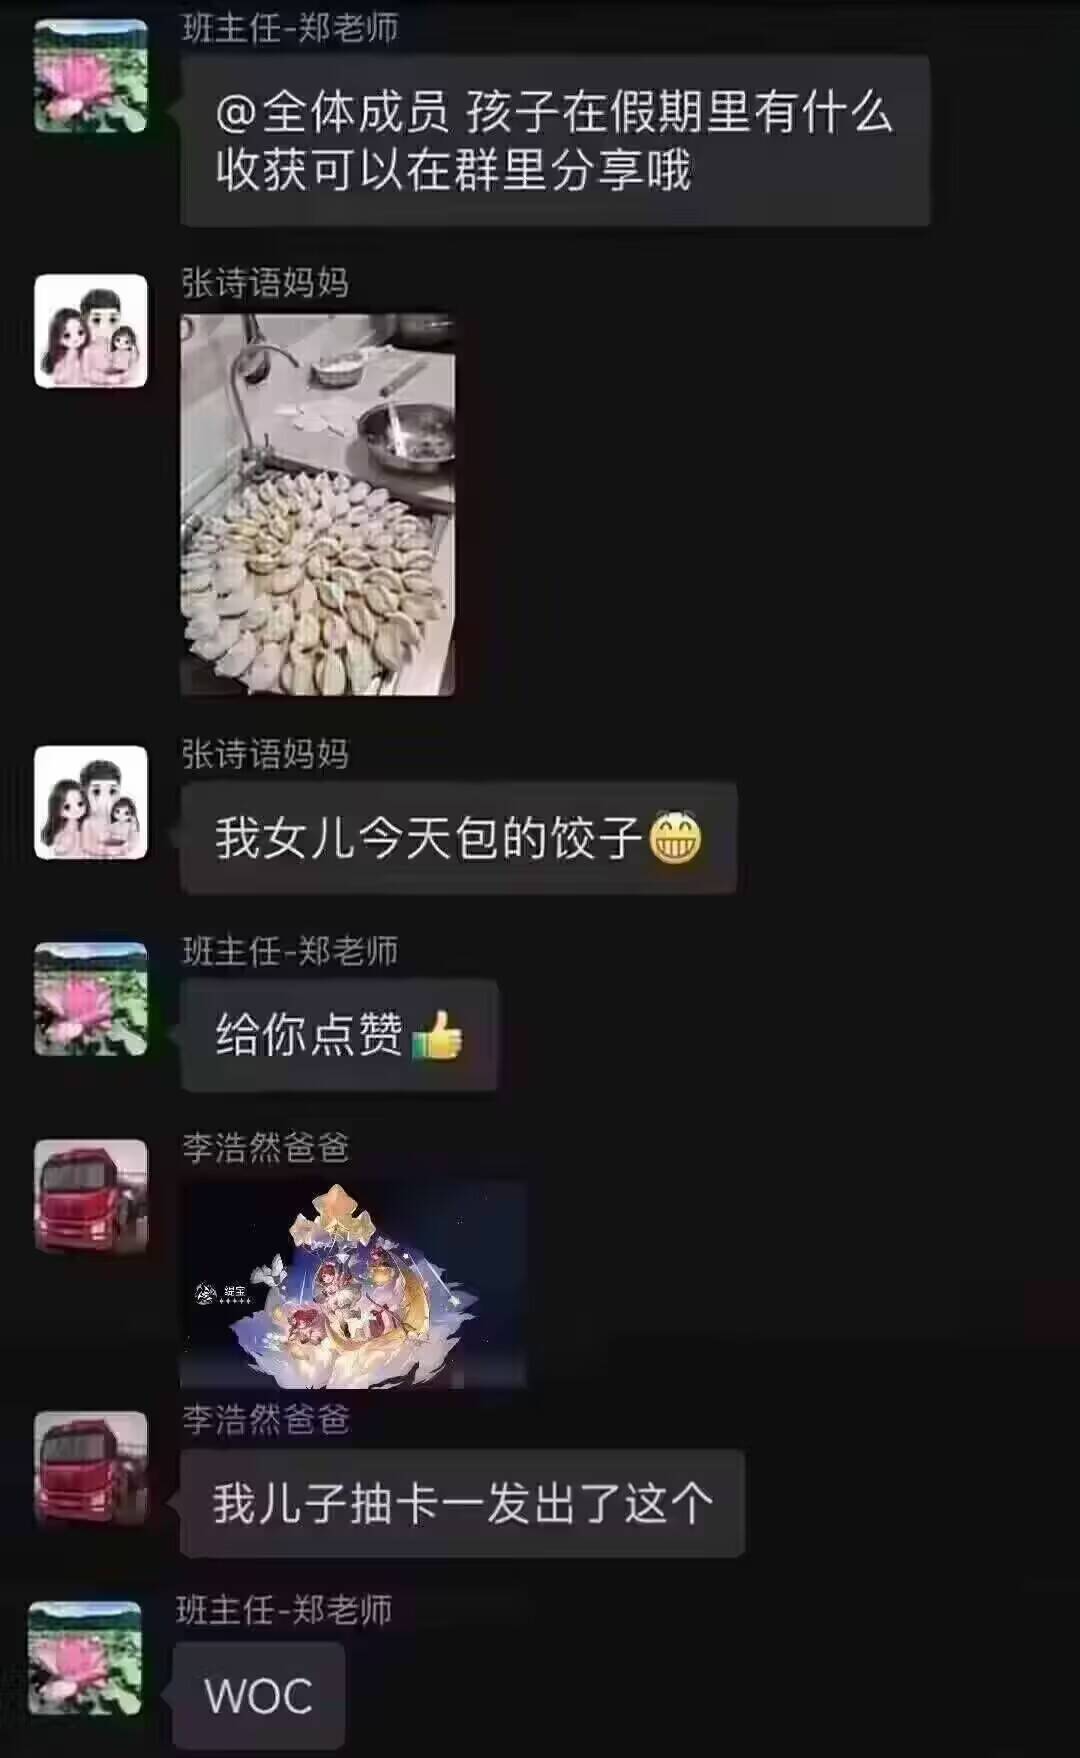 班主任-郑老师
@全体成员 孩子在假期里有什么
收获可以在群里分享哦
张诗语妈妈
张诗语妈妈
我女儿今天包的饺子😁
班主任-郑老师
给你点赞👍
李浩然爸爸
缇宝
李浩然爸爸
我儿子抽卡一发出了这个
班主任-郑老师
WOC